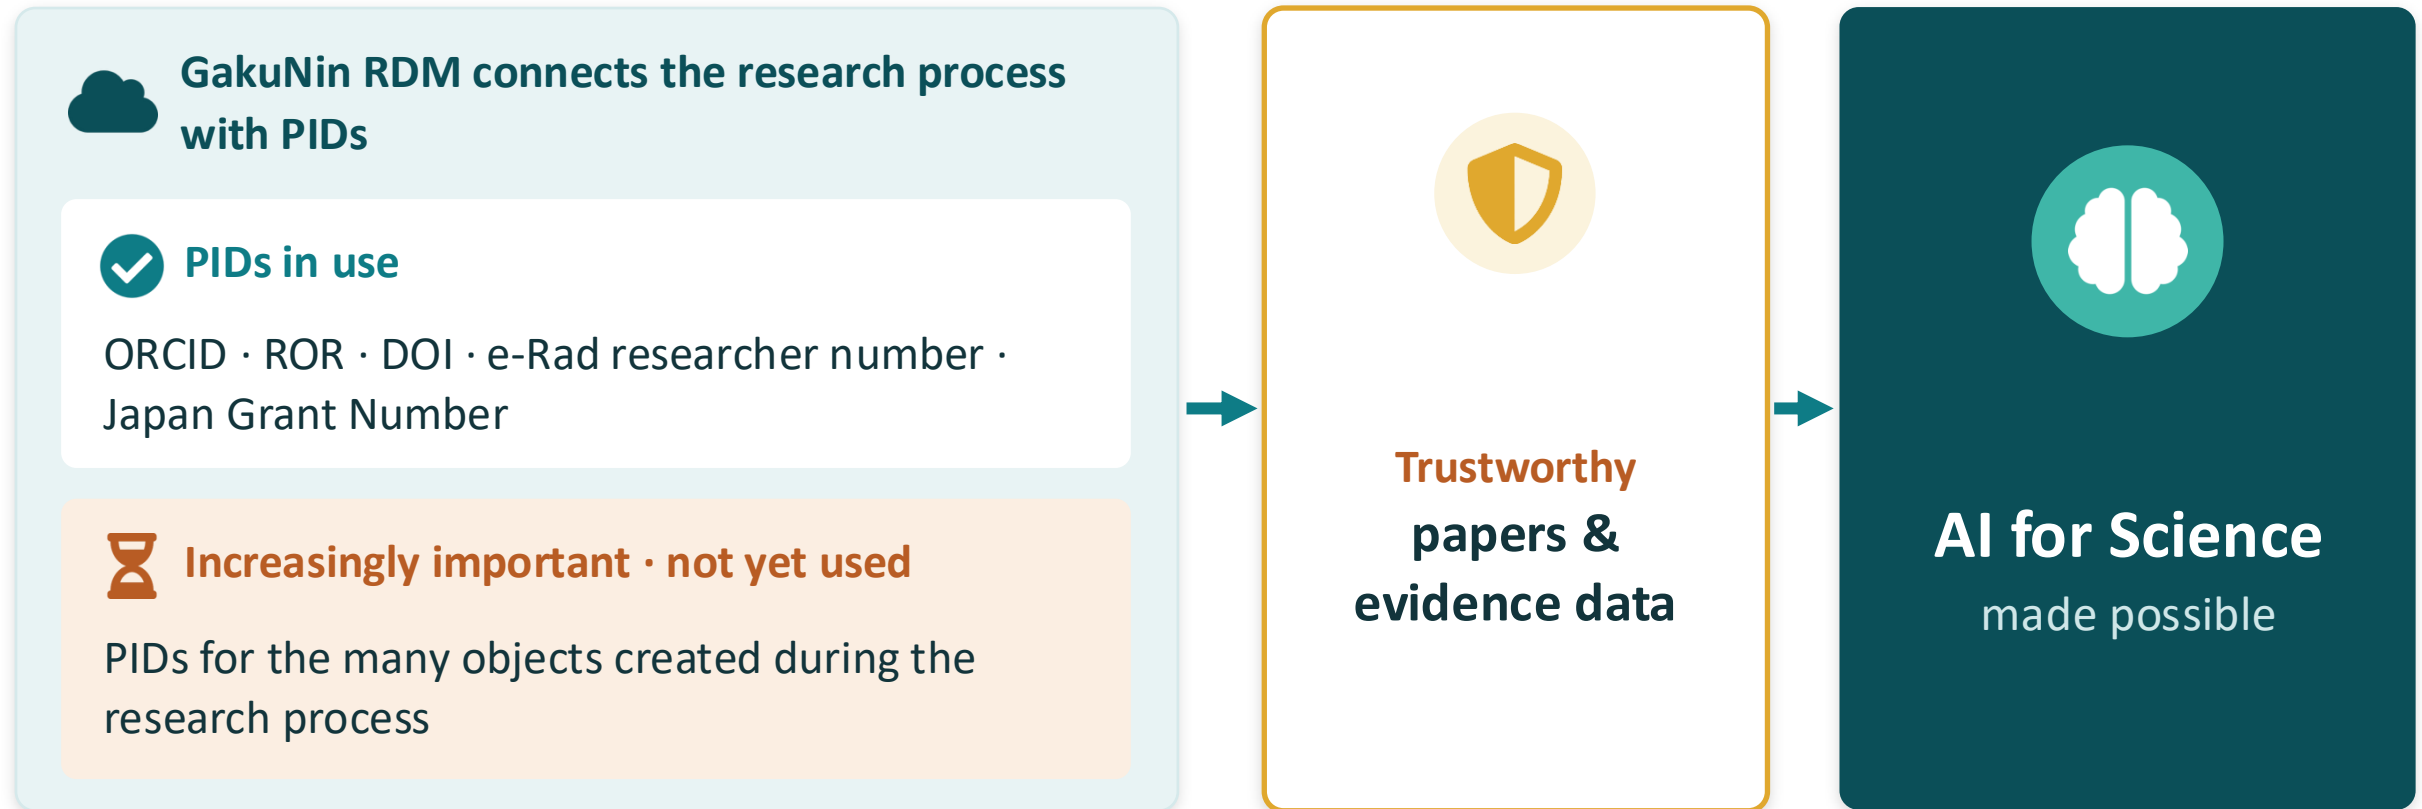 GakuNin RDM connects the research process
with PIDs
PIDs in use
ORCID · ROR · DOI · e-Rad researcher number ·
Japan Grant Number
Increasingly important · not yet used
PIDs for the many objects created during the
research process
Trustworthy
papers &
evidence data
AI for Science
made possible